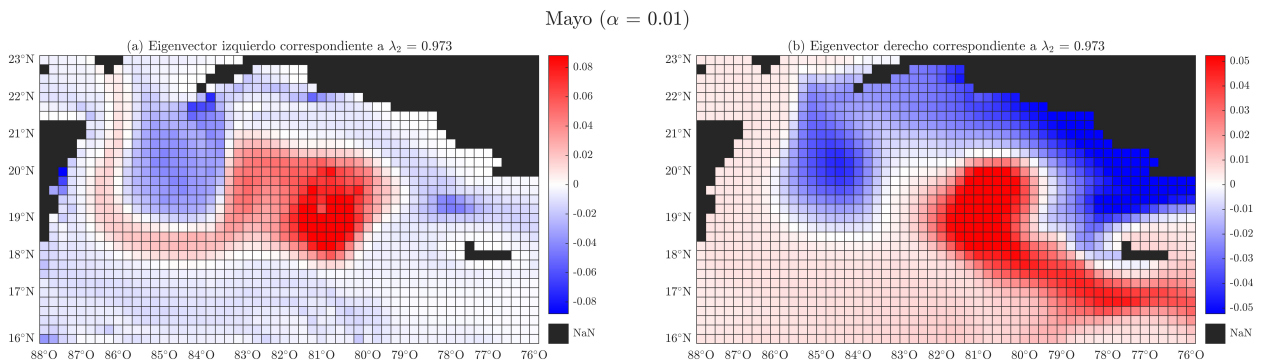 Mayo (α = 0.01)
(a) Eigenvector izquierdo correspondiente a λ₂ = 0.973
23°N
22°N
21°N
20°N
19°N
18°N
17°N
16°N
88°O 87°O 86°O 85°O 84°O 83°O 82°O 81°O 80°O 79°O 78°O 77°O 76°O
0.08
0.06
0.04
0.02
0
-0.02
-0.04
-0.06
-0.08
NaN
(b) Eigenvector derecho correspondiente a λ₂ = 0.973
23°N
22°N
21°N
20°N
19°N
18°N
17°N
16°N
88°O 87°O 86°O 85°O 84°O 83°O 82°O 81°O 80°O 79°O 78°O 77°O 76°O
0.05
0.04
0.03
0.02
0.01
0
-0.01
-0.02
-0.03
-0.04
-0.05
NaN